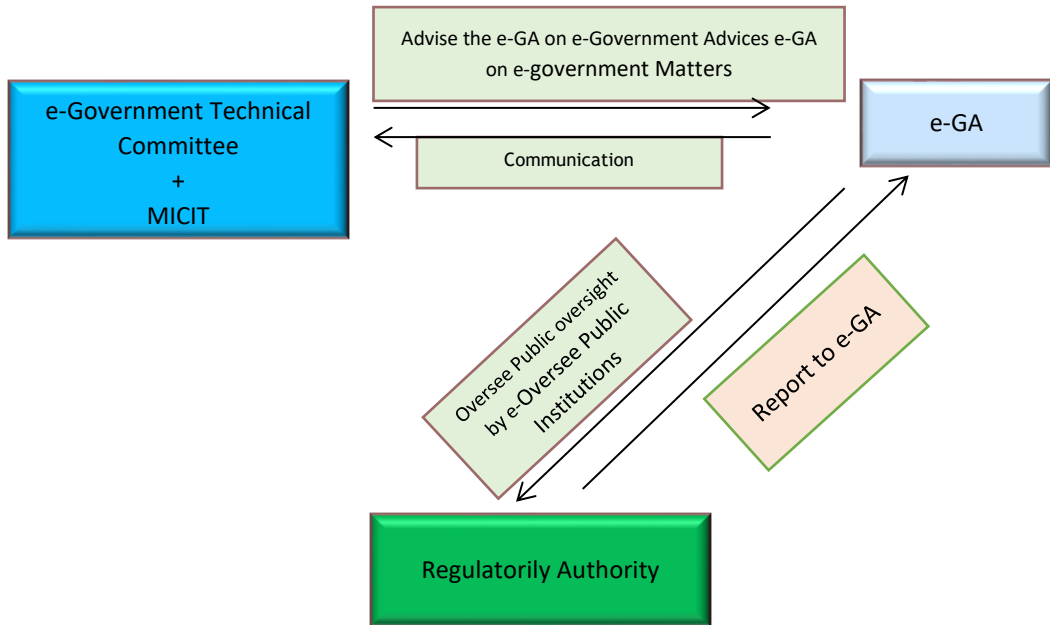 Advise the e-GA on e-Government Advices e-GA
on e-government Matters
e-Government Technical
Committee
+
MICIT
e-GA
Communication
Oversee Public oversight
by e-Oversee Public
Institutions
Report to e-GA
Regulatorily Authority